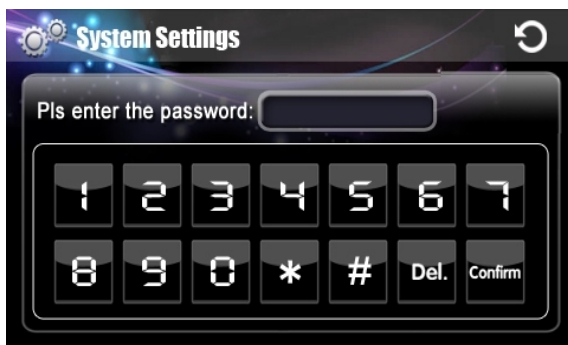 System Settings
Pls enter the password:
1 2 3 4 5 6 7
8 9 0 * # Del. Confirm